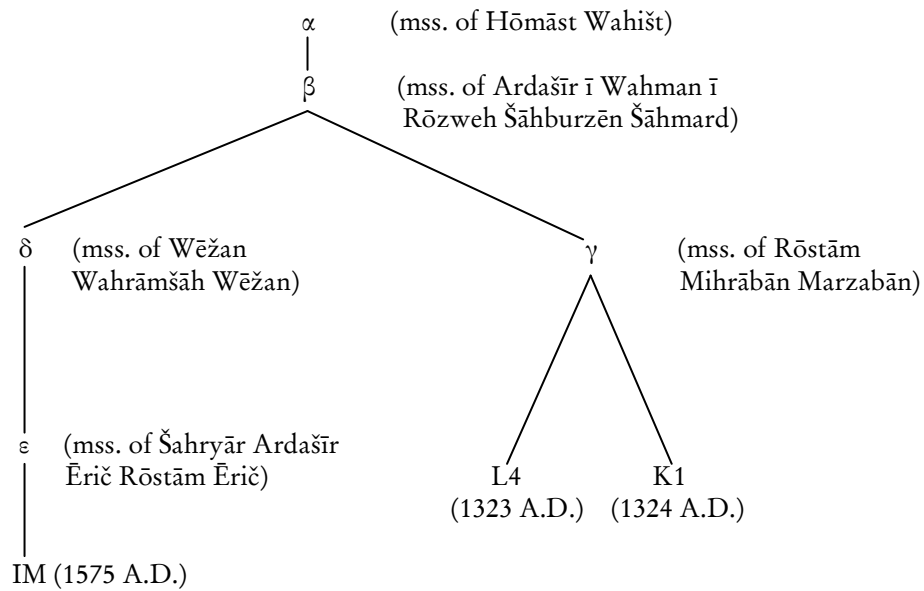 α (mss. of Hōmāst Wahišt)
β (mss. of Ardašīr ī Wahman ī
Rōzweh Šāhburzēn Šāhmard)
δ (mss. of Wēžan
Wahrāmšāh Wēžan)
γ (mss. of Rōstām
Mihrābān Marzabān)
ε (mss. of Šahryār Ardašīr
Ērič Rōstām Ērič)
L4
(1323 A.D.)
K1
(1324 A.D.)
IM (1575 A.D.)